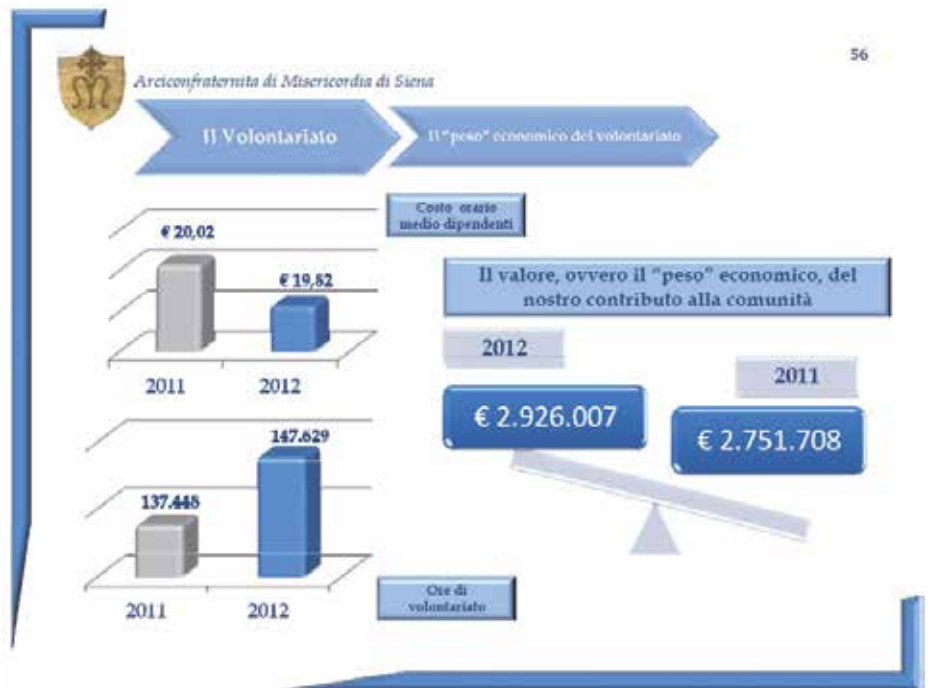 56
Arciconfraternita di Misericordia di Siena
Il Volontariato
Il "peso" economico del volontariato
Costo orario
medio dipendenti
€ 20,02
€ 19,82
2011
2012
Il valore, ovvero il "peso" economico, del
nostro contributo alla comunità
2012
2011
€ 2.926.007
€ 2.751.708
147.629
137.448
2011
2012
Ore di
volontariato